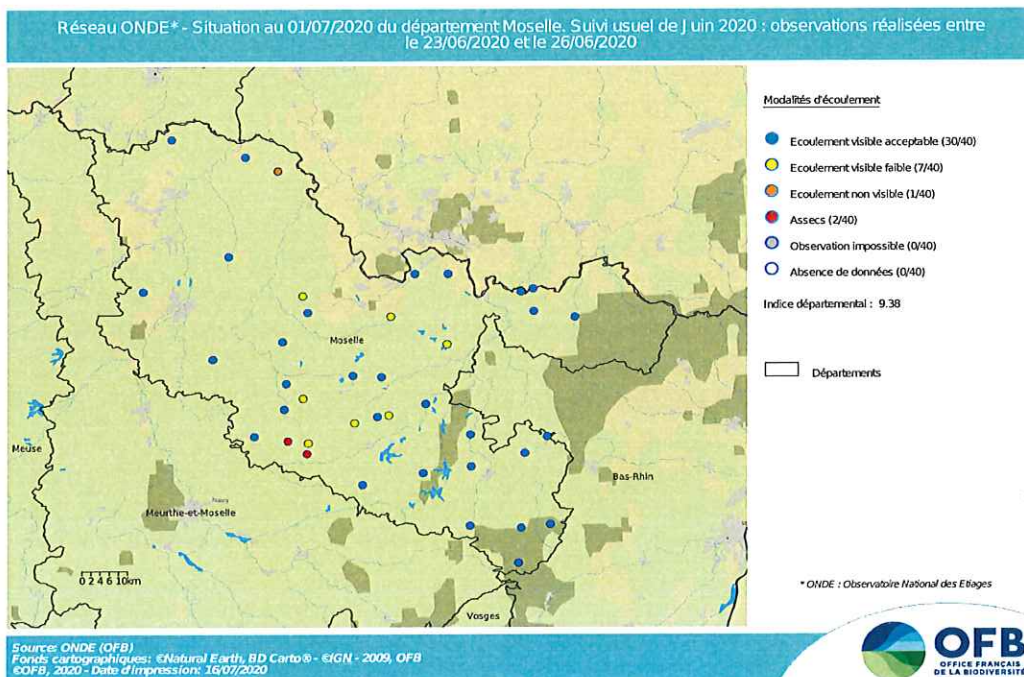 Réseau ONDE* - Situation au 01/07/2020 du département Moselle. Suivi usuel de Juin 2020 : observations réalisées entre
le 23/06/2020 et le 26/06/2020
Modalités d'écoulement
Ecoulement visible acceptable (30/40)
Ecoulement visible faible (7/40)
Ecoulement non visible (1/40)
Assecs (2/40)
Observation impossible (0/40)
Absence de données (0/40)
Indice départemental : 9.38
Départements
Moselle
Meuse
Bas-Rhin
Nancy
Meurthe-et-Moselle
0 2 4 6 10km
Vosges
* ONDE : Observatoire National des Etiages
Source: ONDE (OFB)
Fonds cartographiques: ©Natural Earth, BD Carto® - ©IGN - 2009, OFB
©OFB, 2020 - Date d'impression: 16/07/2020
OFB
OFFICE FRANÇAIS
DE LA BIODIVERSITÉ